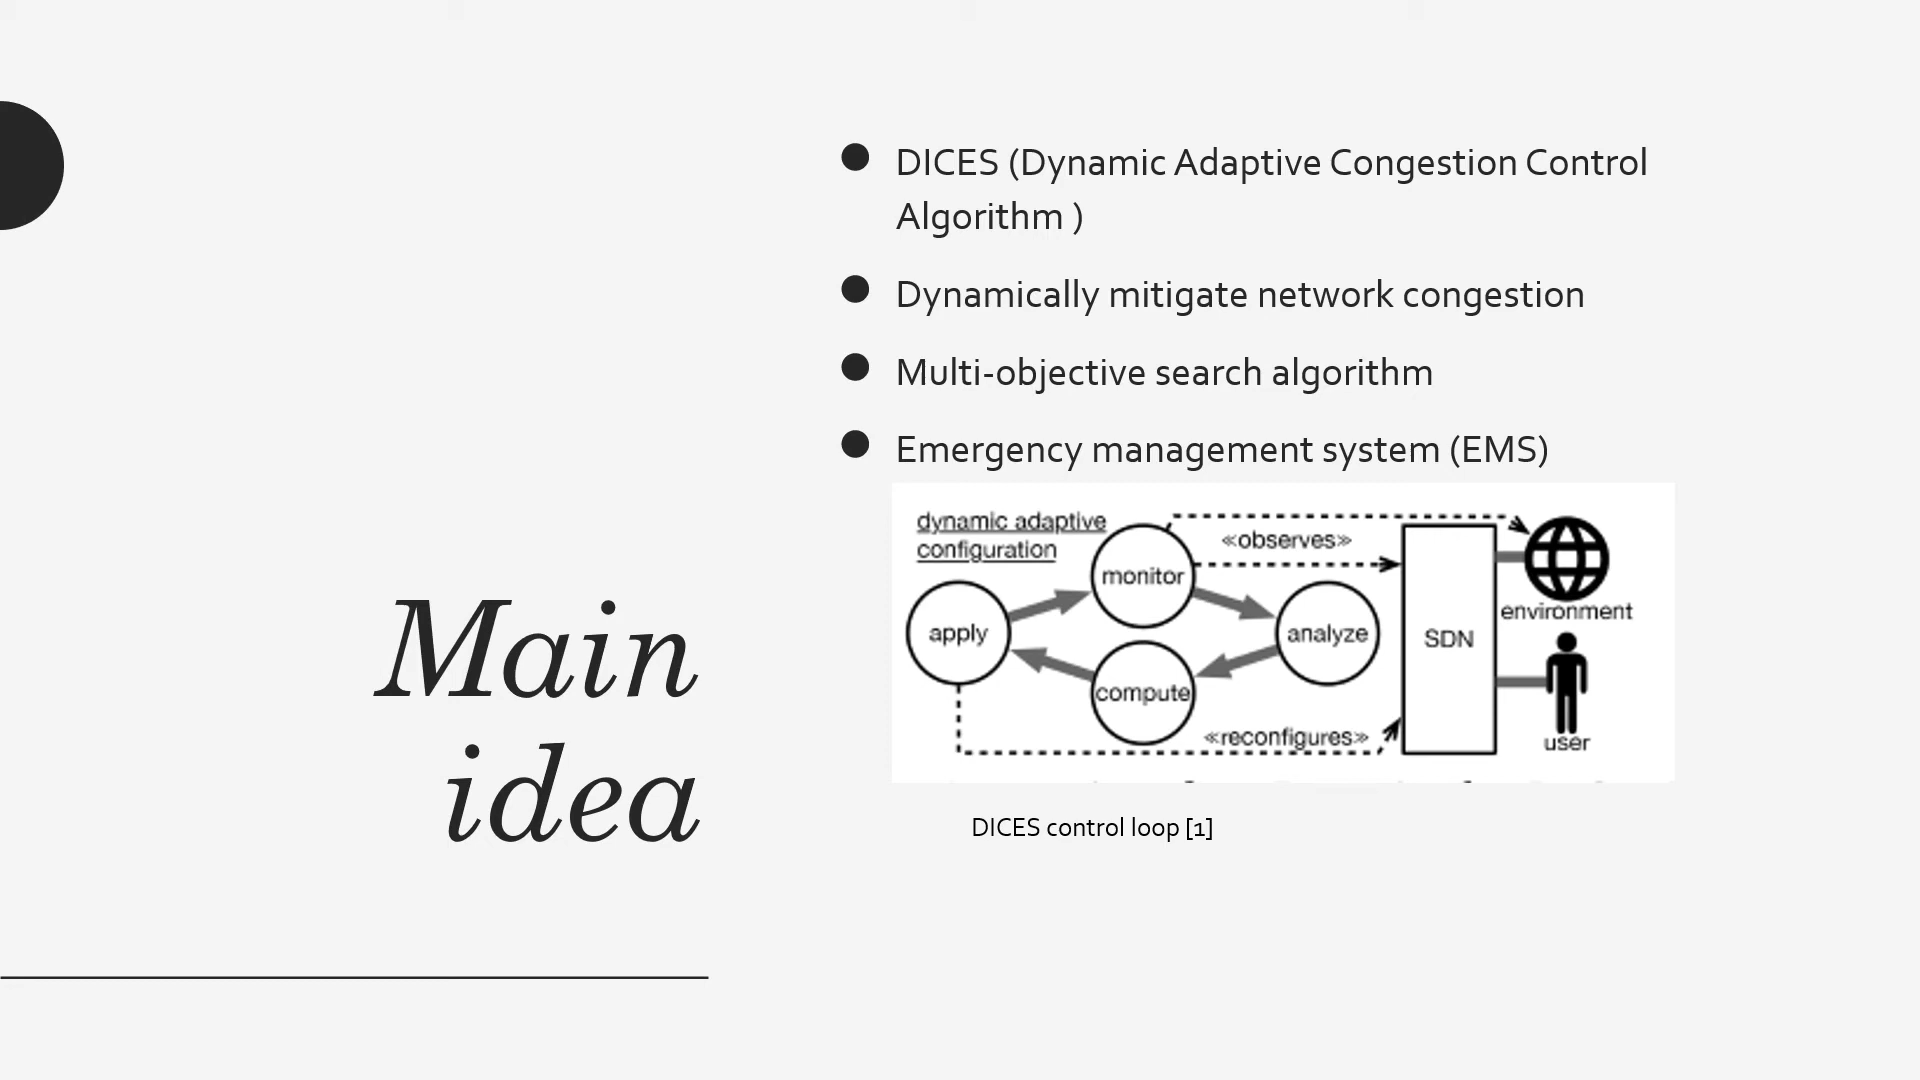 Main
idea
DICES (Dynamic Adaptive Congestion Control
Algorithm )
Dynamically mitigate network congestion
Multi-objective search algorithm
Emergency management system (EMS)
dynamic adaptive
configuration
monitor
«observes»
apply
analyze
compute
«reconfigures»
SDN
environment
user
DICES control loop [1]